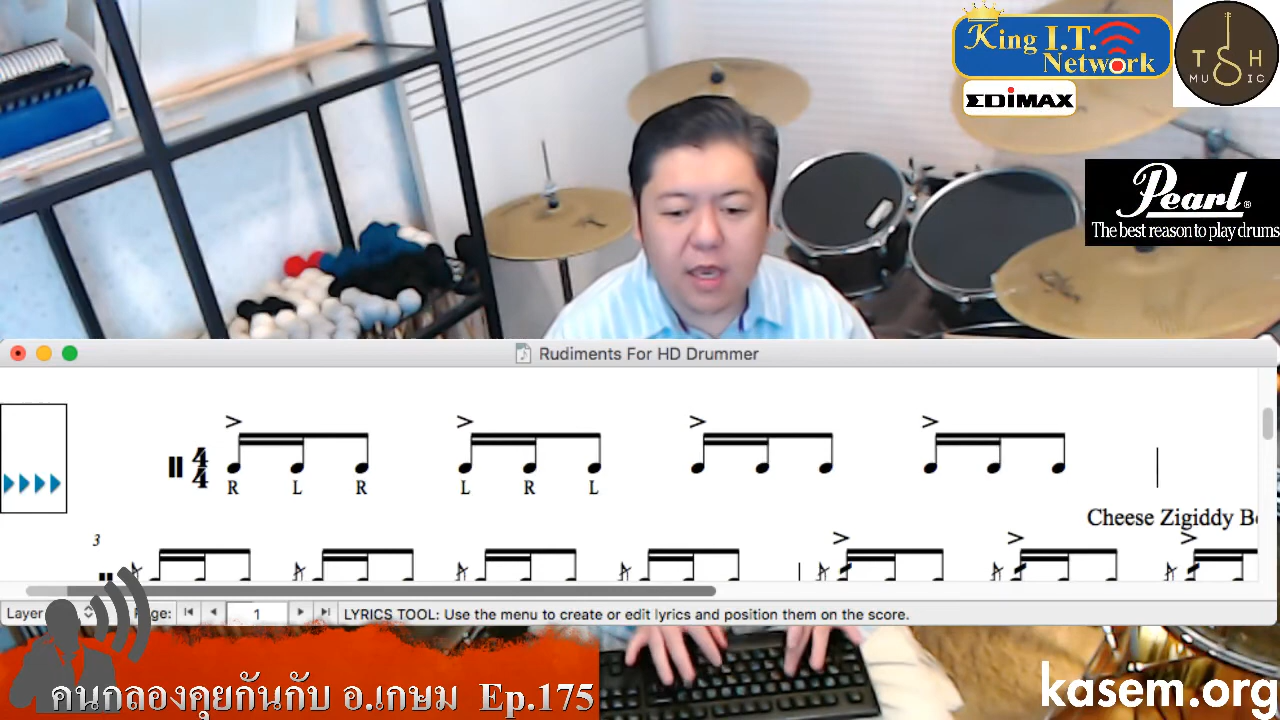 King I.T. Network
EDIMAX
TSH
MUSIC
Pearl®
The best reason to play drums
Rudiments For HD Drummer
4
4
R L R L R L
Cheese Zigiddy
3
Layer
1
LYRICS TOOL: Use the menu to create or edit lyrics and position them on the score.
คนกลองคุยกันกับ อ.เกษม Ep.175
kasem.org